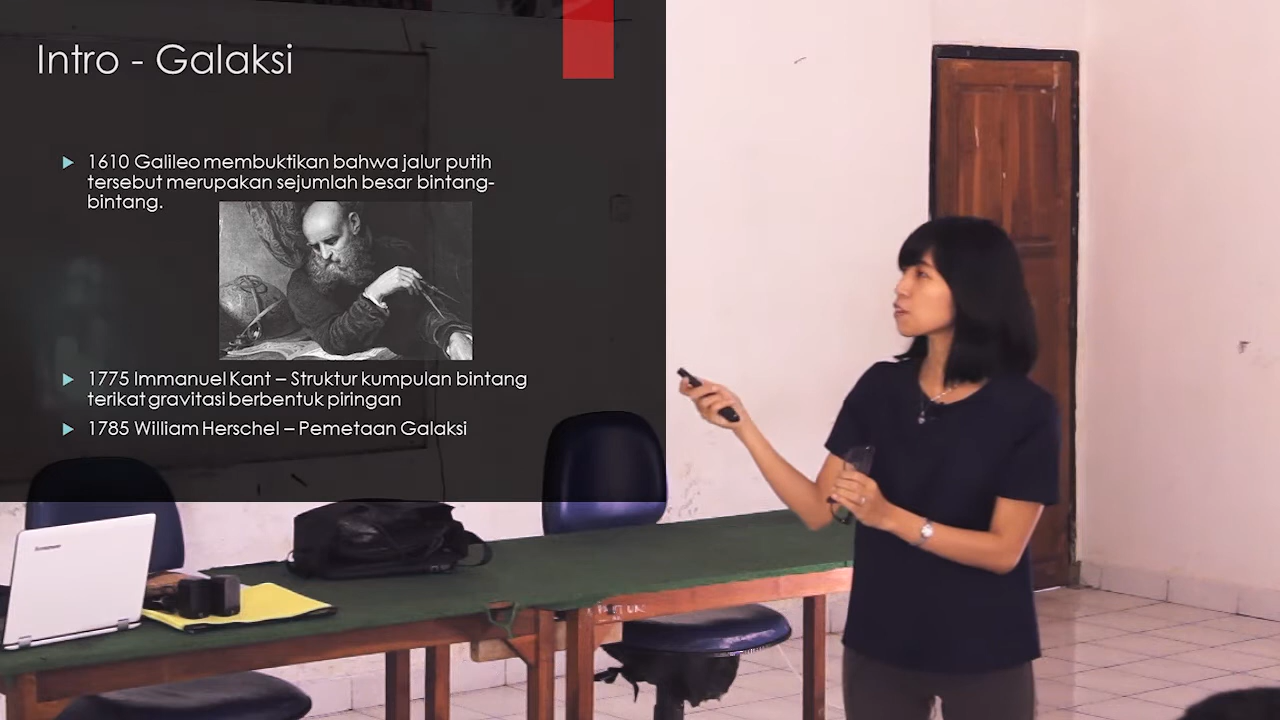 Intro - Galaksi
1610 Galileo membuktikan bahwa jalur putih
tersebut merupakan sejumlah besar bintang-
bintang.
1775 Immanuel Kant – Struktur kumpulan bintang
terikat gravitasi berbentuk piringan
1785 William Herschel – Pemetaan Galaksi